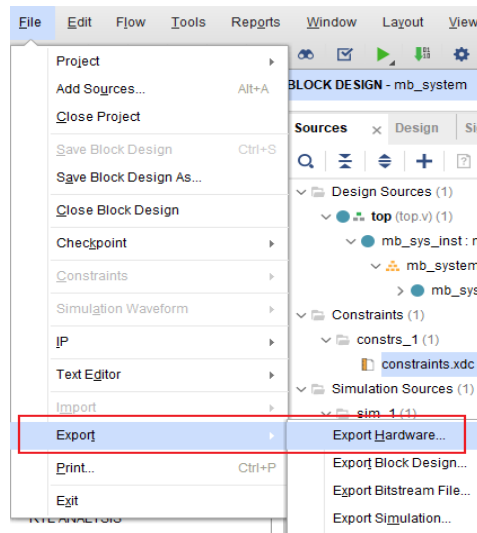 File Edit Flow Tools Reports Window Layout View
Project
Add Sources... Alt+A
Close Project
Save Block Design Ctrl+S
Save Block Design As...
Close Block Design
Checkpoint
Constraints
Simulation Waveform
IP
Text Editor
Import
Export
Print... Ctrl+P
Exit
BLOCK DESIGN - mb_system
Sources Design
Design Sources (1)
top (top.v) (1)
mb_sys_inst :
mb_system
Constraints (1)
constrs_1 (1)
constraints.xdc
Simulation Sources (1)
sim_1 (1)
Export Hardware...
Export Block Design...
Export Bitstream File...
Export Simulation...